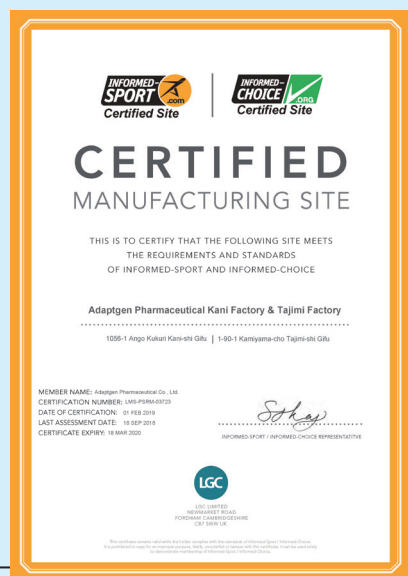 INFORMED-
SPORT
.com
Certified Site
INFORMED-
CHOICE
.ORG
Certified Site
CERTIFIED
MANUFACTURING SITE
THIS IS TO CERTIFY THAT THE FOLLOWING SITE MEETS
THE REQUIREMENTS AND STANDARDS
OF INFORMED-SPORT AND INFORMED-CHOICE
Adaptgen Pharmaceutical Kani Factory & Tajimi Factory
1056-1 Ango Kukuri Kani-shi Gifu | 1-90-1 Kamiyama-cho Tajimi-shi Gifu
MEMBER NAME: Adaptgen Pharmaceutical Co., Ltd.
CERTIFICATION NUMBER: LMS-PSRM-03723
DATE OF CERTIFICATION: 01 FEB 2019
LAST ASSESSMENT DATE: 18 SEP 2018
CERTIFICATE EXPIRY: 18 MAR 2020
INFORMED-SPORT / INFORMED-CHOICE REPRESENTATITVE
LGC
LGC LIMITED
NEWMARKET ROAD
FORDHAM CAMBRIDGESHIRE
CB7 5WW UK